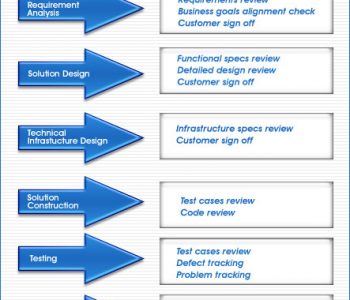 Requirement
Analysis
Requirements review
Business goals alignment check
Customer sign off
Solution Design
Functional specs review
Detailed design review
Customer sign off
Technical
Infrastucture Design
Infrastructure specs review
Customer sign off
Solution
Construction
Test cases review
Code review
Testing
Test cases review
Defect tracking
Problem tracking